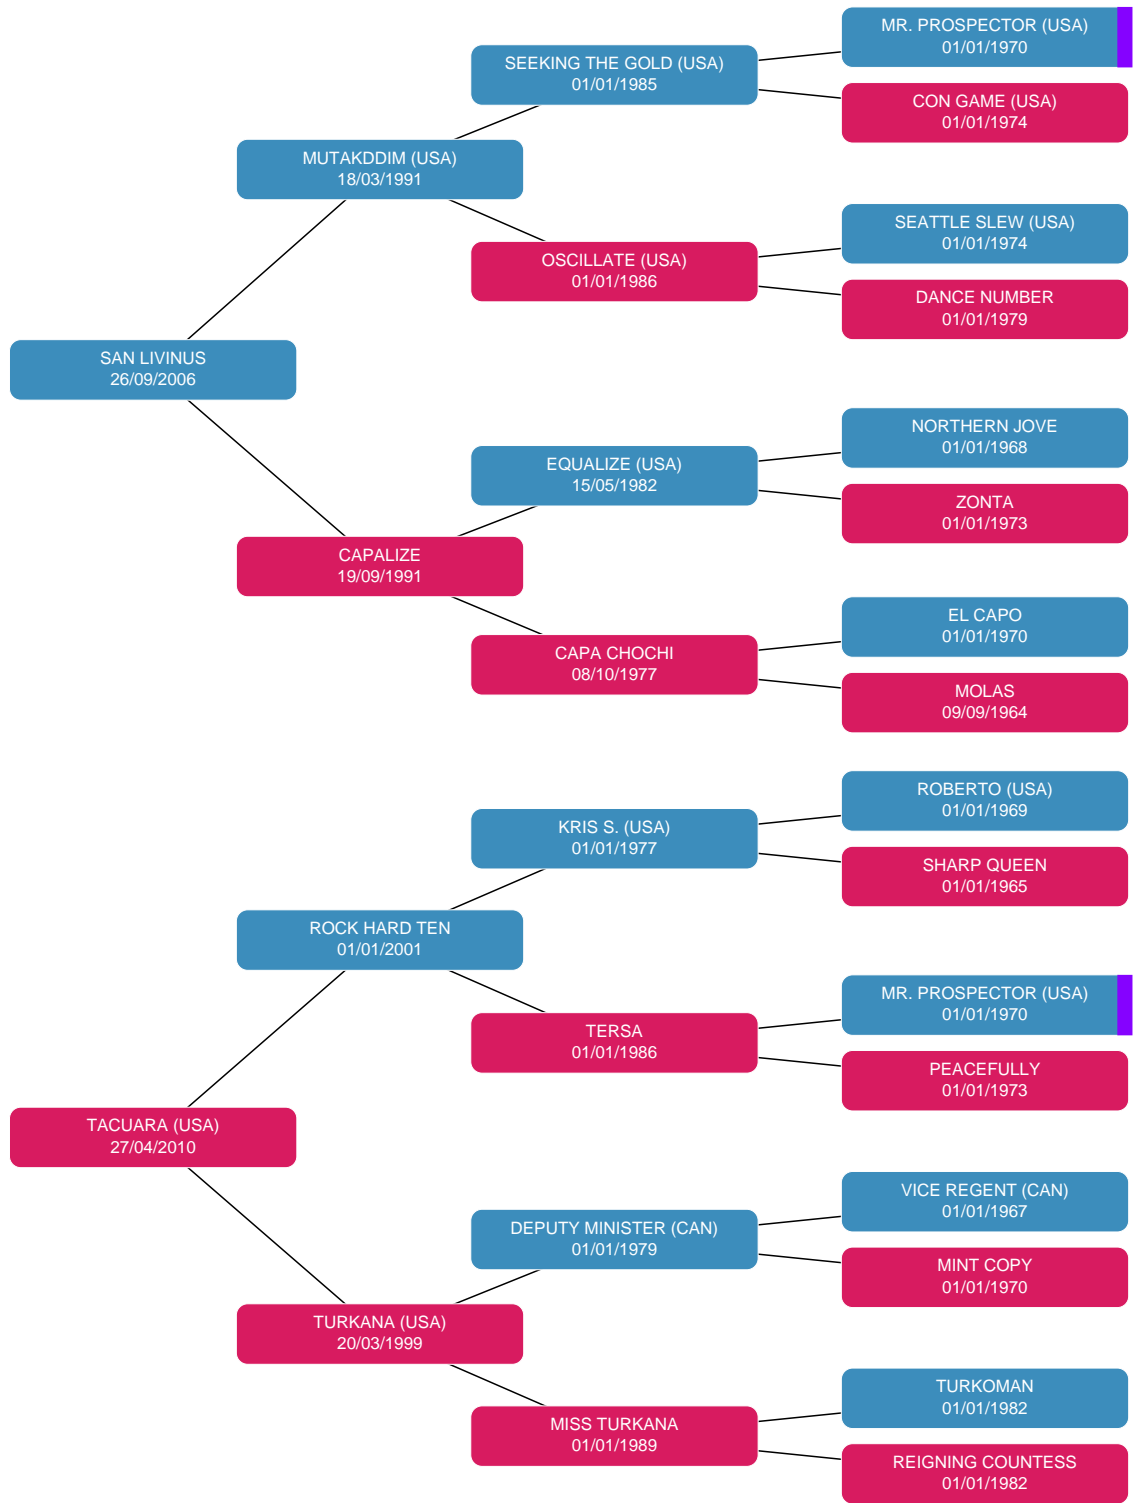 MR. PROSPECTOR (USA)
01/01/1970
SEEKING THE GOLD (USA)
01/01/1985
CON GAME (USA)
01/01/1974
MUTAKDDIM (USA)
18/03/1991
SEATTLE SLEW (USA)
01/01/1974
OSCILLATE (USA)
01/01/1986
DANCE NUMBER
01/01/1979
SAN LIVINUS
26/09/2006
NORTHERN JOVE
01/01/1968
EQUALIZE (USA)
15/05/1982
ZONTA
01/01/1973
CAPALIZE
19/09/1991
EL CAPO
01/01/1970
CAPA CHOCHI
08/10/1977
MOLAS
09/09/1964
ROBERTO (USA)
01/01/1969
KRIS S. (USA)
01/01/1977
SHARP QUEEN
01/01/1965
ROCK HARD TEN
01/01/2001
MR. PROSPECTOR (USA)
01/01/1970
TERSA
01/01/1986
PEACEFULLY
01/01/1973
TACUARA (USA)
27/04/2010
VICE REGENT (CAN)
01/01/1967
DEPUTY MINISTER (CAN)
01/01/1979
MINT COPY
01/01/1970
TURKANA (USA)
20/03/1999
TURKOMAN
01/01/1982
MISS TURKANA
01/01/1989
REIGNING COUNTESS
01/01/1982